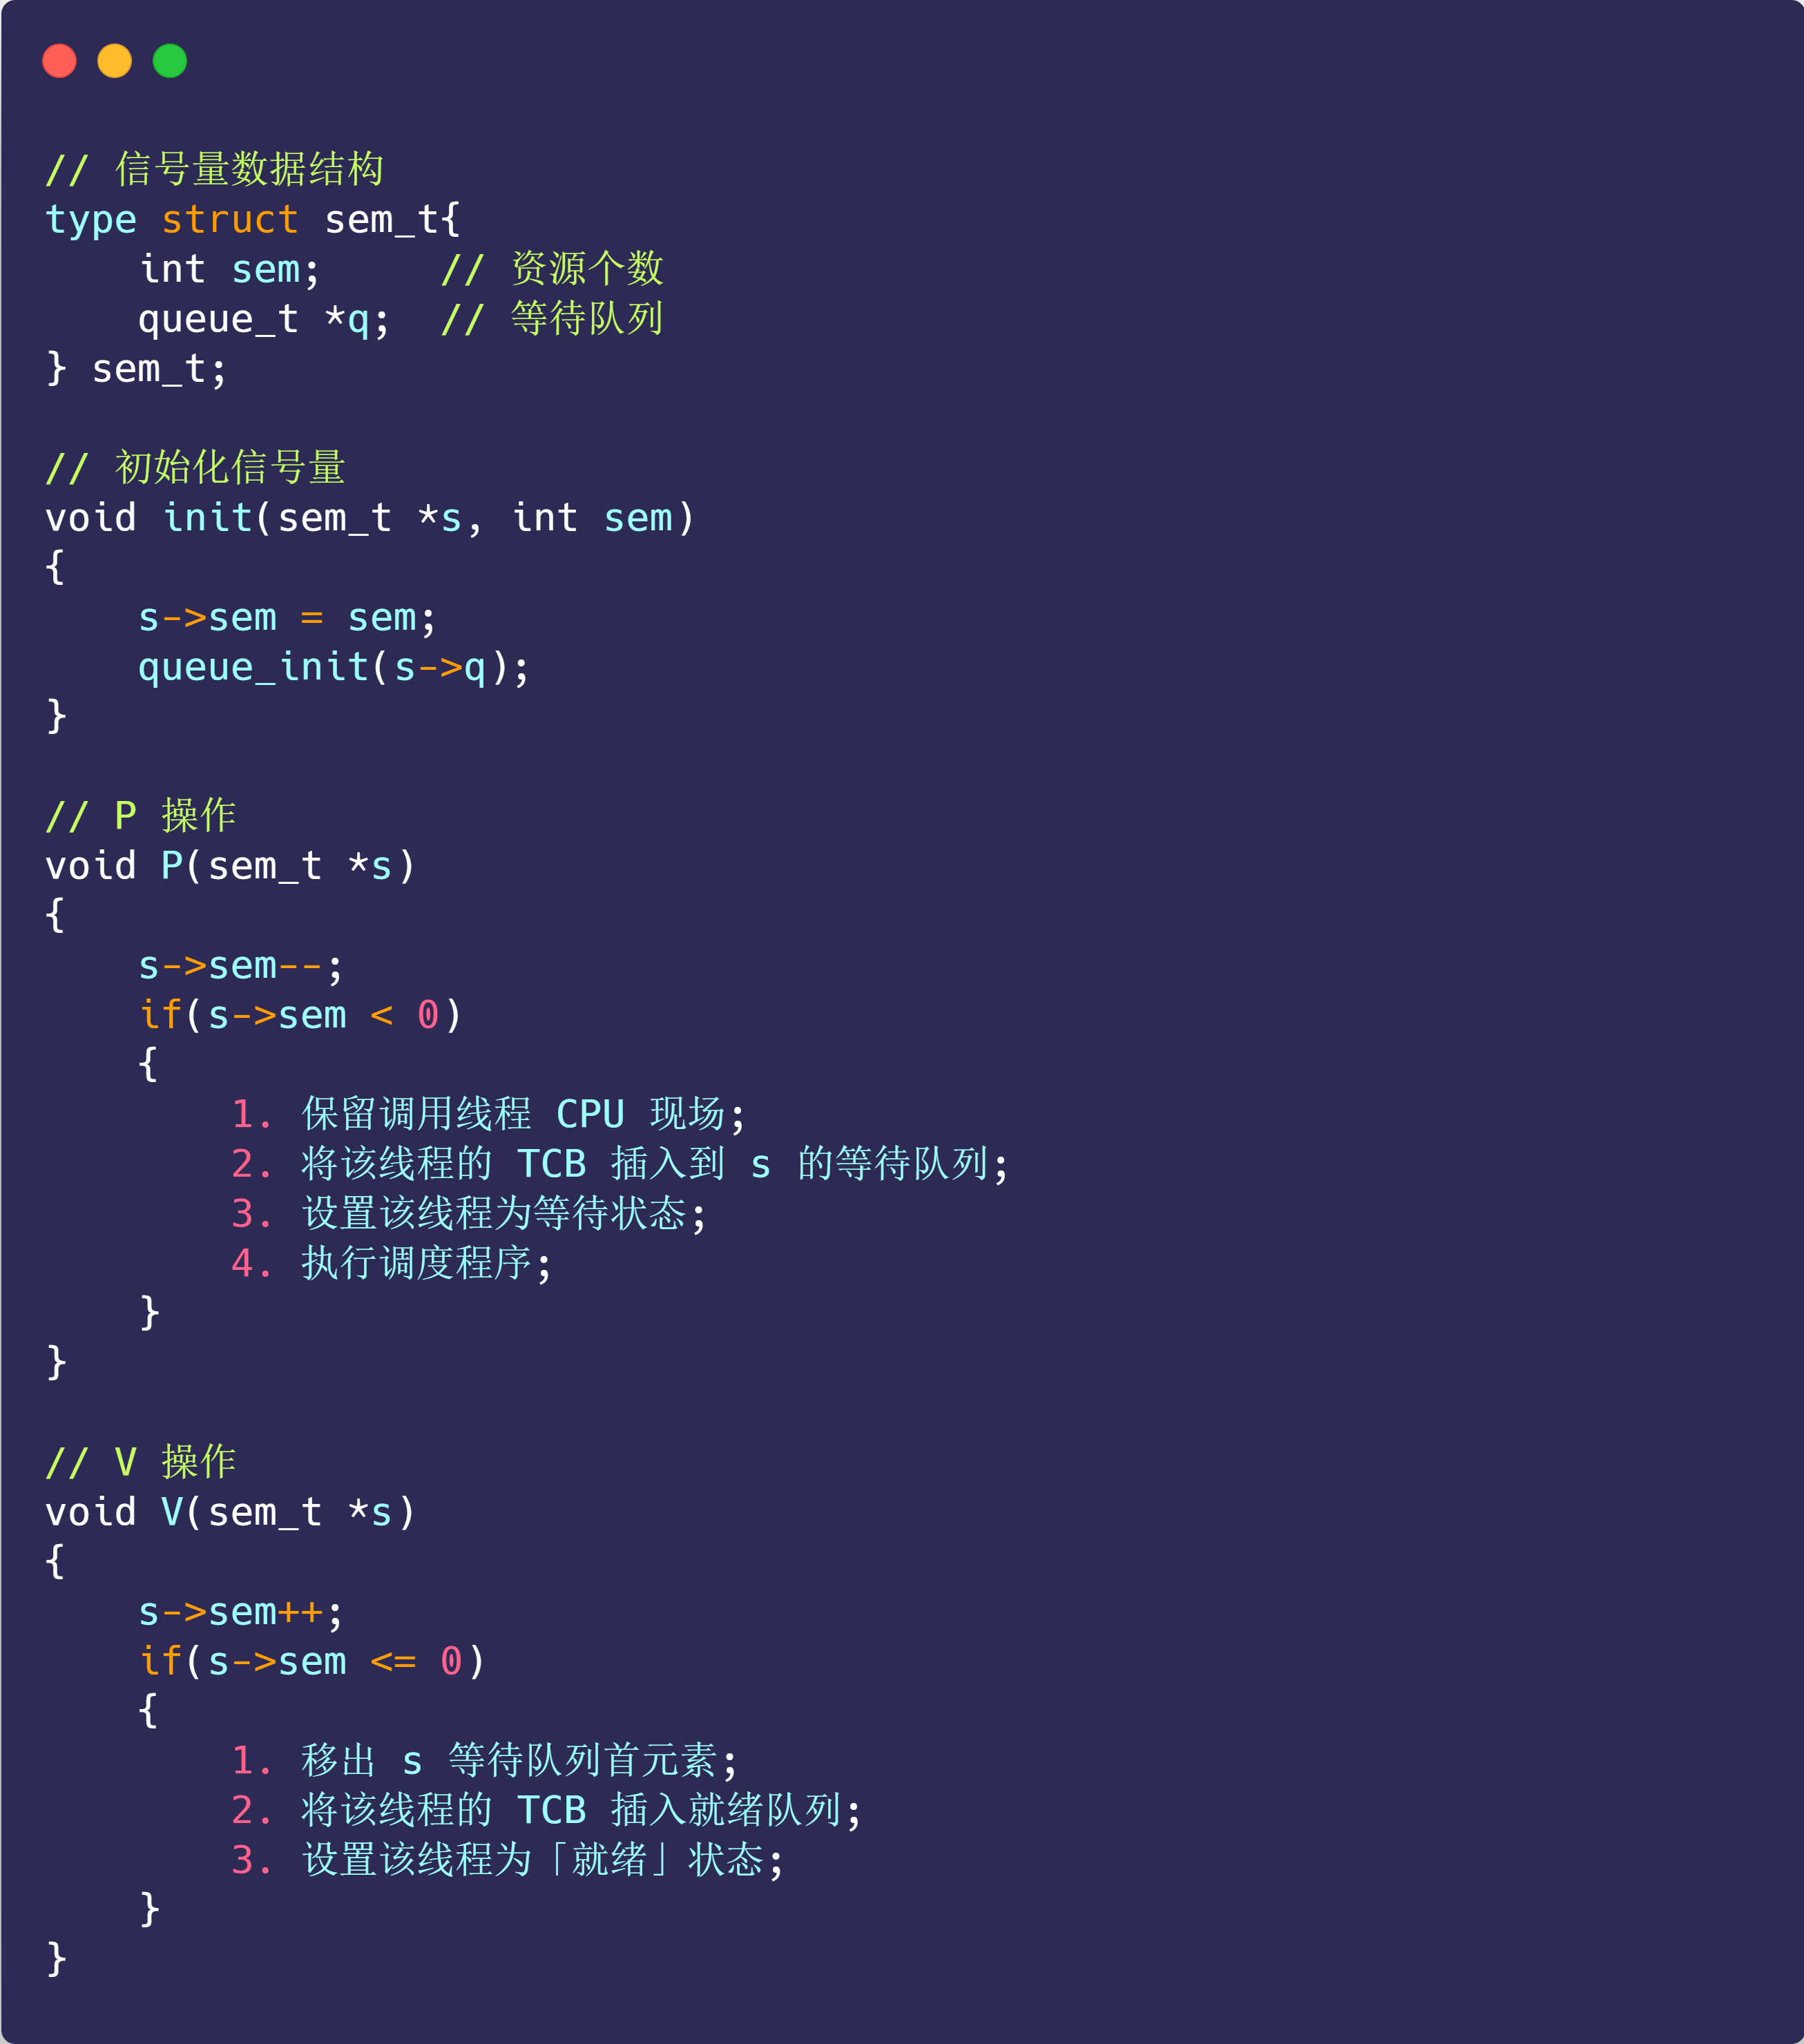 // 信号量数据结构
type struct sem_t{
    int sem;     // 资源个数
    queue_t *q;  // 等待队列
} sem_t;

// 初始化信号量
void init(sem_t *s, int sem)
{
    s->sem = sem;
    queue_init(s->q);
}

// P 操作
void P(sem_t *s)
{
    s->sem--;
    if(s->sem < 0)
    {
        1. 保留调用线程 CPU 现场;
        2. 将该线程的 TCB 插入到 s 的等待队列;
        3. 设置该线程为等待状态;
        4. 执行调度程序;
    }
}

// V 操作
void V(sem_t *s)
{
    s->sem++;
    if(s->sem <= 0)
    {
        1. 移出 s 等待队列首元素;
        2. 将该线程的 TCB 插入就绪队列;
        3. 设置该线程为「就绪」状态;
    }
}